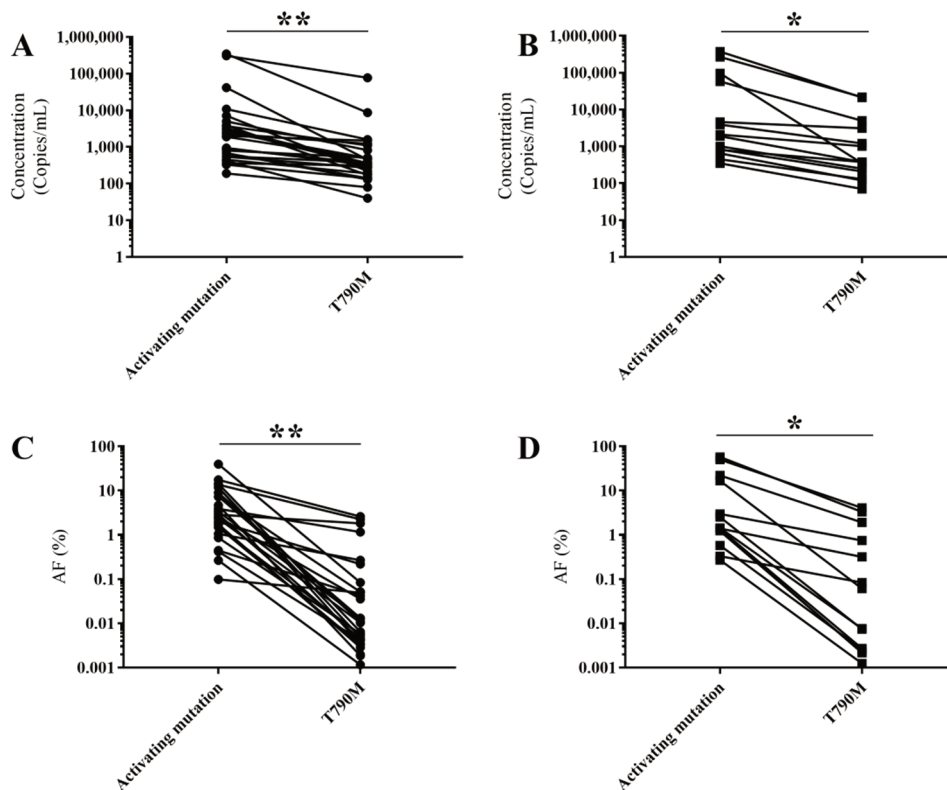 A
**
1,000,000
100,000
10,000
1,000
100
10
1
Concentration
(Copies/mL)
Activating mutation
T790M
B
*
1,000,000
100,000
10,000
1,000
100
10
1
Concentration
(Copies/mL)
Activating mutation
T790M
C
**
100
10
1
0.1
0.01
0.001
AF (%)
Activating mutation
T790M
D
*
100
10
1
0.1
0.01
0.001
AF (%)
Activating mutation
T790M